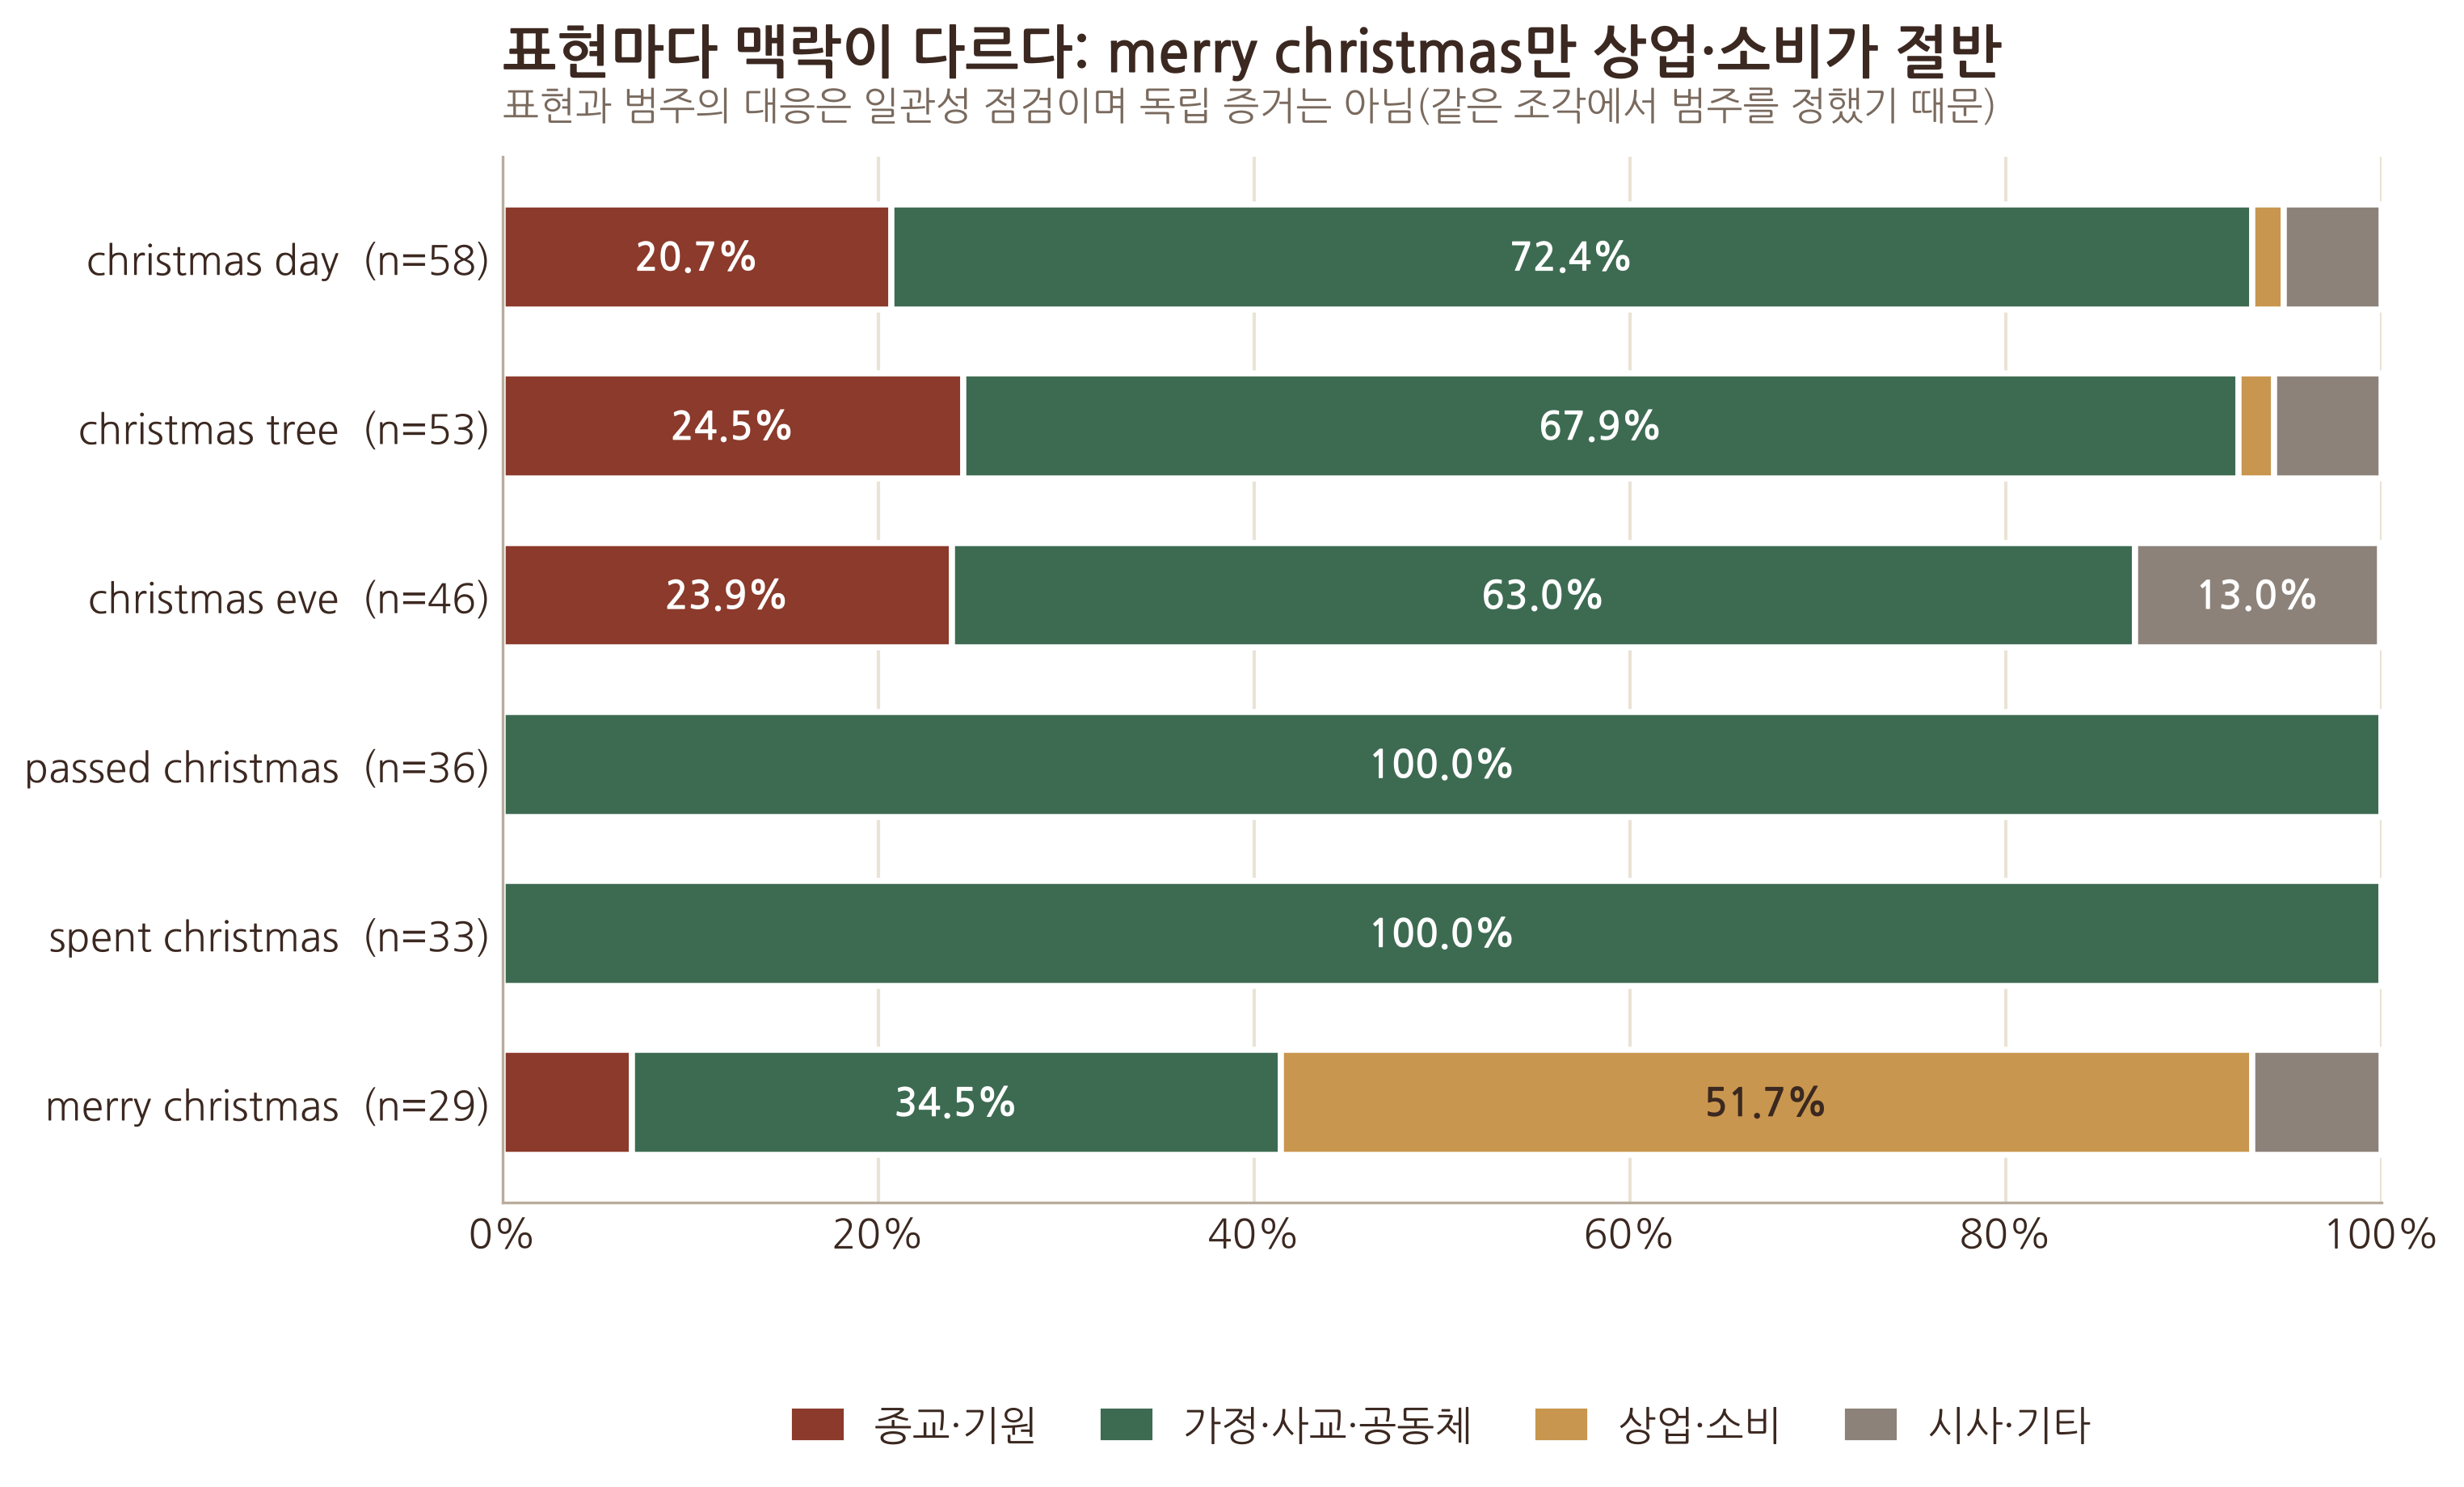 표현마다 맥락이 다르다: merry christmas만 상업·소비가 절반
표현과 범주의 대응은 일관성 점검이며 독립 증거는 아님(같은 조각에서 범주를 정했기 때문)
christmas day (n=58) 20.7% 72.4%
christmas tree (n=53) 24.5% 67.9%
christmas eve (n=46) 23.9% 63.0% 13.0%
passed christmas (n=36) 100.0%
spent christmas (n=33) 100.0%
merry christmas (n=29) 34.5% 51.7%
0% 20% 40% 60% 80% 100%
종교·기원 가정·사교·공동체 상업·소비 시사·기타